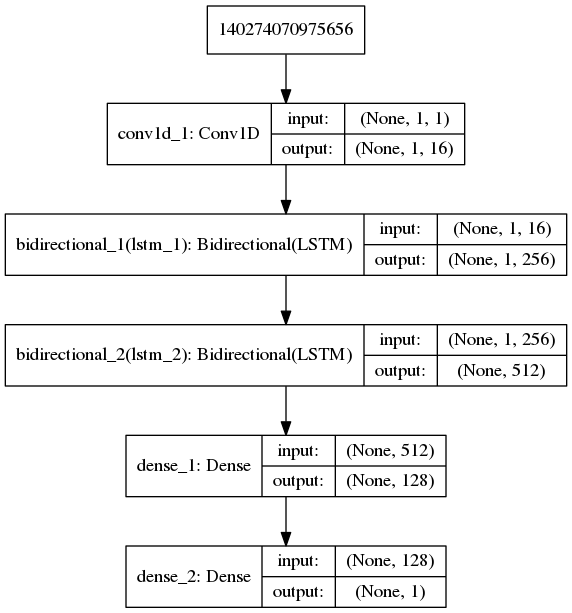 140274070975656
conv1d_1: Conv1D
input:
(None, 1, 1)
output:
(None, 1, 16)
bidirectional_1(lstm_1): Bidirectional(LSTM)
input:
(None, 1, 16)
output:
(None, 1, 256)
bidirectional_2(lstm_2): Bidirectional(LSTM)
input:
(None, 1, 256)
output:
(None, 512)
dense_1: Dense
input:
(None, 512)
output:
(None, 128)
dense_2: Dense
input:
(None, 128)
output:
(None, 1)